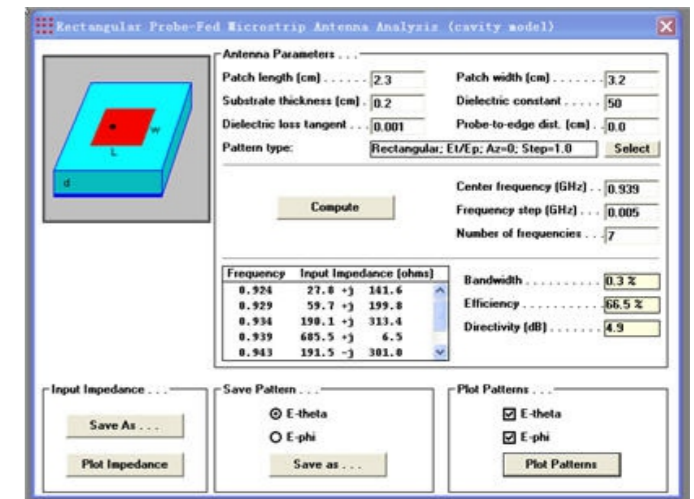 Rectangular Probe-Fed Microstrip Antenna Analysis (cavity model)
Antenna Parameters . . .
Patch length (cm) . . . . . . 2.3
Patch width (cm) . . . . . . . 3.2
Substrate thickness (cm) . 0.2
Dielectric constant . . . . . 50
Dielectric loss tangent . . . 0.001
Probe-to-edge dist. (cm) . . 0.0
Pattern type: Rectangular; Et/Ep; Az=0; Step=1.0 Select
W
L
d
Compute
Center frequency (GHz) . . 0.939
Frequency step (GHz) . . . 0.005
Number of frequencies . . . 7
Frequency Input Impedance (ohms)
0.924 27.8 +j 141.6
0.929 59.7 +j 199.8
0.934 190.1 +j 313.4
0.939 685.5 +j 6.5
0.943 191.5 -j 301.0
Bandwidth . . . . . . . . . . 0.3 %
Efficiency . . . . . . . . . . . 66.5 %
Directivity (dB) . . . . . . . 4.9
Input Impedance . . .
Save As . . .
Plot Impedance
Save Pattern . . .
E-theta
E-phi
Save as . . .
Plot Patterns . . .
E-theta
E-phi
Plot Patterns